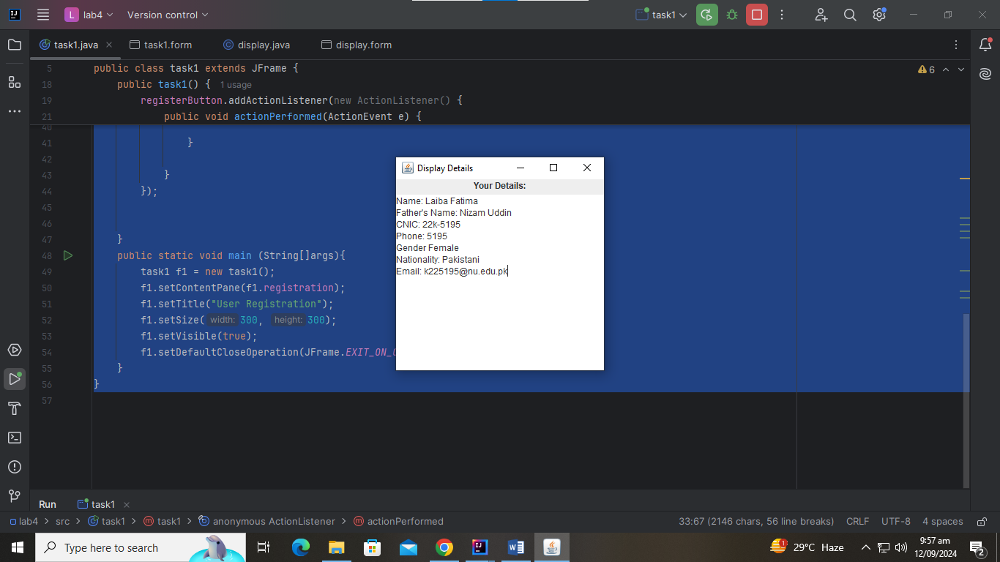 L lab4 Version control task1
task1.java task1.form display.java display.form
5 public class task1 extends JFrame {
6
18 public task1() { 1 usage
19 registerButton.addActionListener(new ActionListener() {
21 public void actionPerformed(ActionEvent e) {
40
41 }
42
43 }
44 });
45
46
47 }
48 public static void main (String[]args){
49 task1 f1 = new task1();
50 f1.setContentPane(f1.registration);
51 f1.setTitle("User Registration");
52 f1.setSize( width: 300, height: 300);
53 f1.setVisible(true);
54 f1.setDefaultCloseOperation(JFrame.EXIT_ON_
55 }
56 }
57
Display Details
Your Details:
Name: Laiba Fatima
Father's Name: Nizam Uddin
CNIC: 22k-5195
Phone: 5195
Gender Female
Nationality: Pakistani
Email: k225195@nu.edu.pk
Run task1
lab4 > src > task1 > task1 > anonymous ActionListener > actionPerformed 33:67 (2146 chars, 56 line breaks) CRLF UTF-8 4 spaces
Type here to search 1 29°C Haze 9:57 am
12/09/2024 2